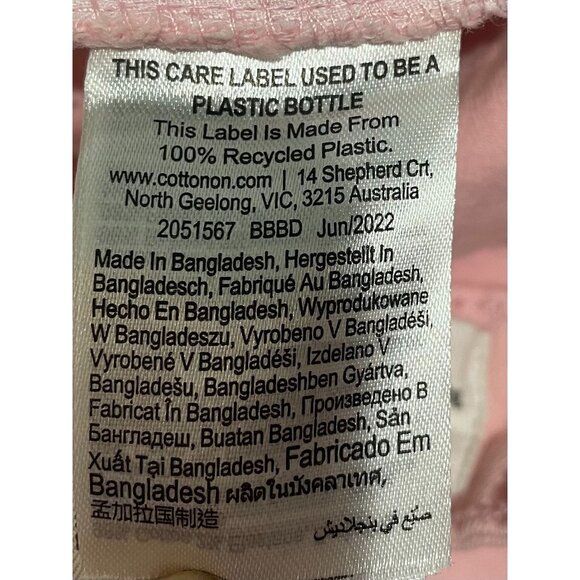 THIS CARE LABEL USED TO BE A
PLASTIC BOTTLE
This Label Is Made From
100% Recycled Plastic.
www.cottonon.com | 14 Shepherd Crt,
North Geelong, VIC, 3215 Australia
2051567 BBBD Jun/2022
Made In Bangladesh, Hergestellt In
Bangladesch, Fabriqué Au Bangladesh,
Hecho En Bangladesh, Wyprodukowane
W Bangladeszu, Vyrobeno V Bangladéši,
Vyrobené V Bangladéši, Izdelano V
Bangladešu, Bangladeshben Gyártva,
Fabricat În Bangladesh, Произведено В
Бангладеш, Buatan Bangladesh, Sản
Xuất Tại Bangladesh, Fabricado Em
Bangladesh ผลิตในบังคลาเทศ,
孟加拉国制造 صنّع في بنجلاديش